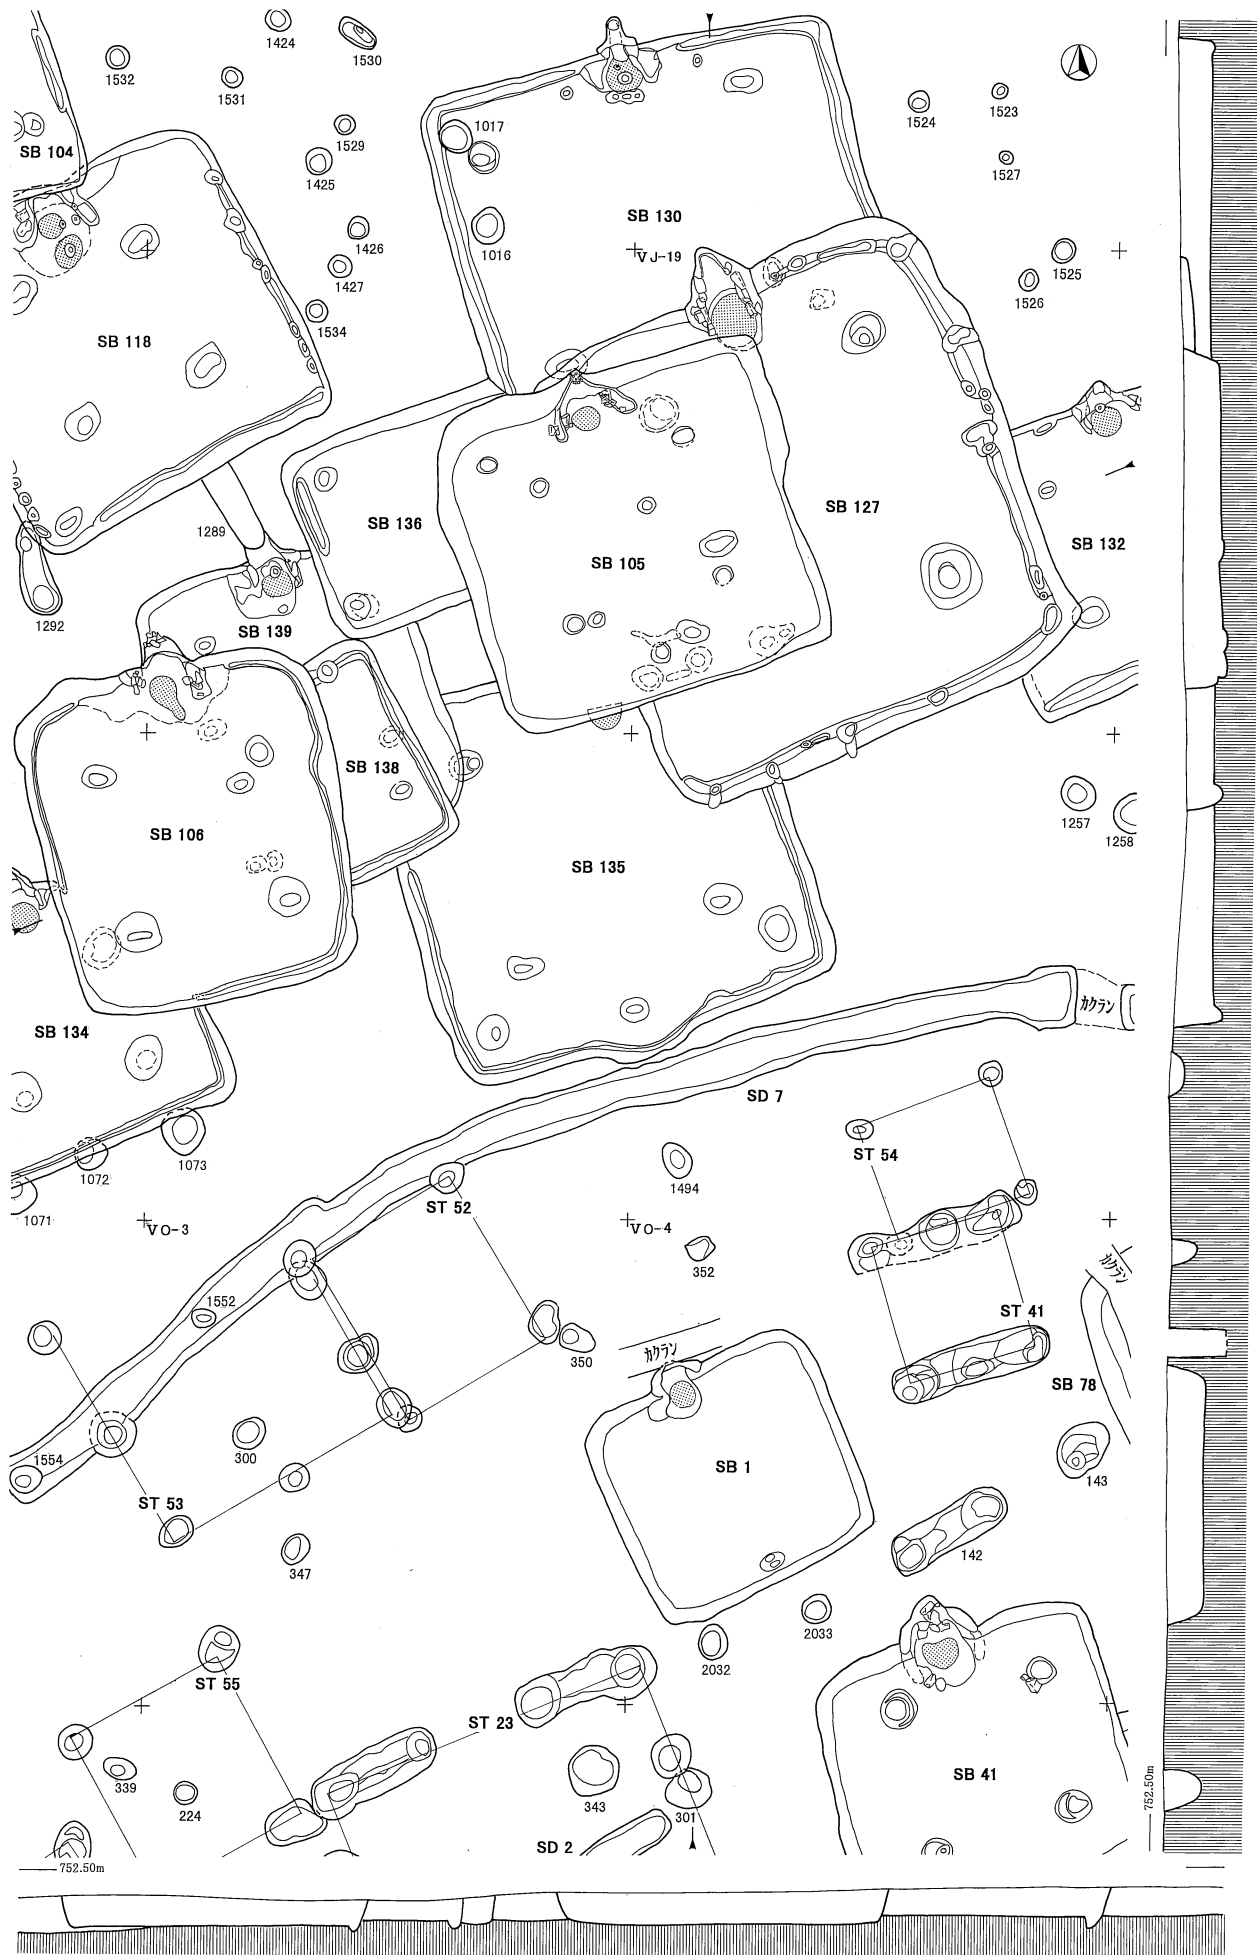 1424
1530
1532
1531
1524
1523
1017
1529
SB 104
1425
1527
SB 130
1426
1016
VJ-19
1525
1427
1526
1534
SB 118
SB 136
SB 127
1289
SB 132
SB 105
1292
SB 139
SB 138
1257
SB 106
1258
SB 135
カクラン
SB 134
SD 7
ST 54
1073
1072
1494
ST 52
1071
VO-3
VO-4
352
カクラン
1552
ST 41
カクラン
350
SB 78
300
1554
SB 1
143
ST 53
142
347
2033
2032
ST 55
ST 23
SB 41
339
224
343
301
SD 2
752.50m
752.50m